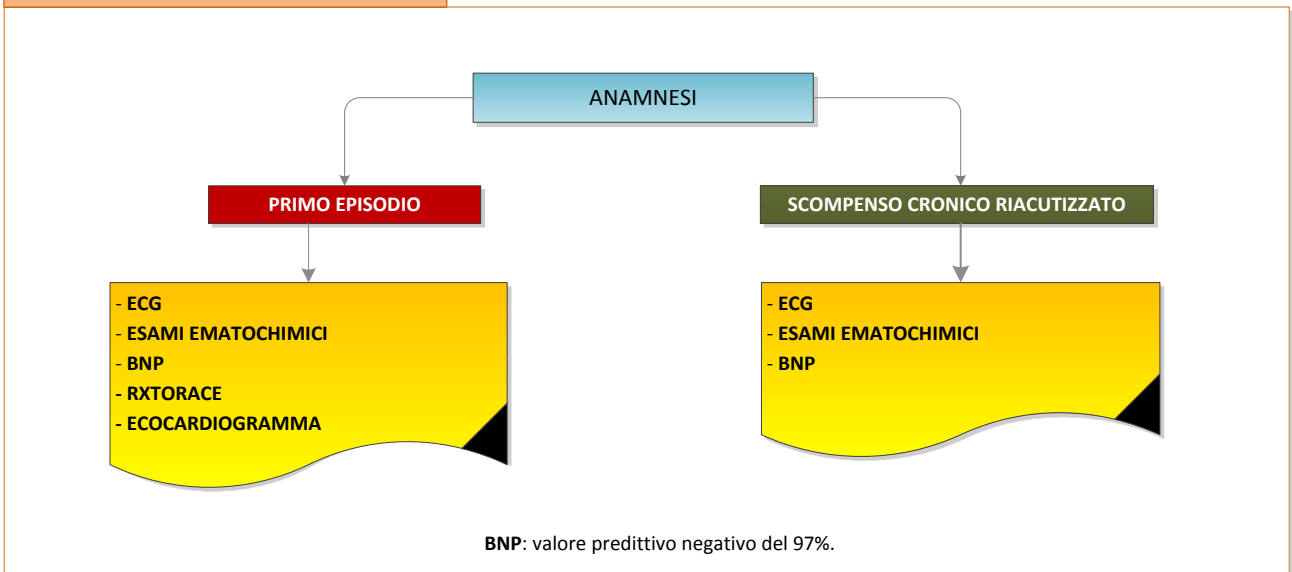 ANAMNESI
PRIMO EPISODIO
- ECG
- ESAMI EMATOCHIMICI
- BNP
- RXTORACE
- ECOCARDIOGRAMMA
SCOMPENSO CRONICO RIACUTIZZATO
- ECG
- ESAMI EMATOCHIMICI
- BNP
BNP: valore predittivo negativo del 97%.